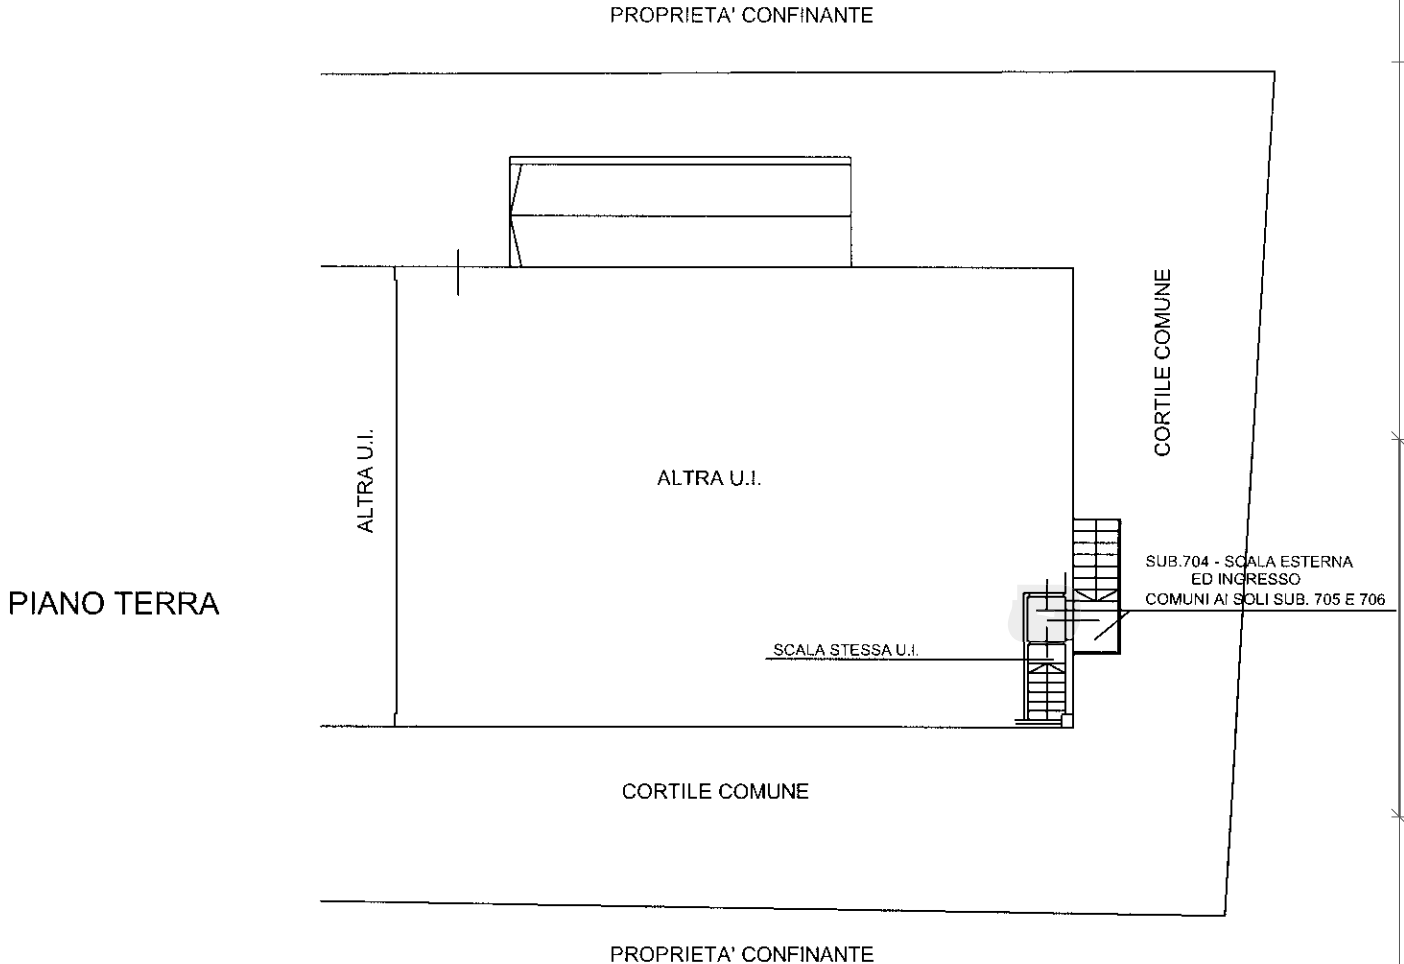 PROPRIETA' CONFINANTE
CORTILE COMUNE
ALTRA U.I.
ALTRA U.I.
SUB.704 - SCALA ESTERNA
ED INGRESSO
COMUNI AI SOLI SUB. 705 E 706
PIANO TERRA
SCALA STESSA U.I.
CORTILE COMUNE
PROPRIETA' CONFINANTE